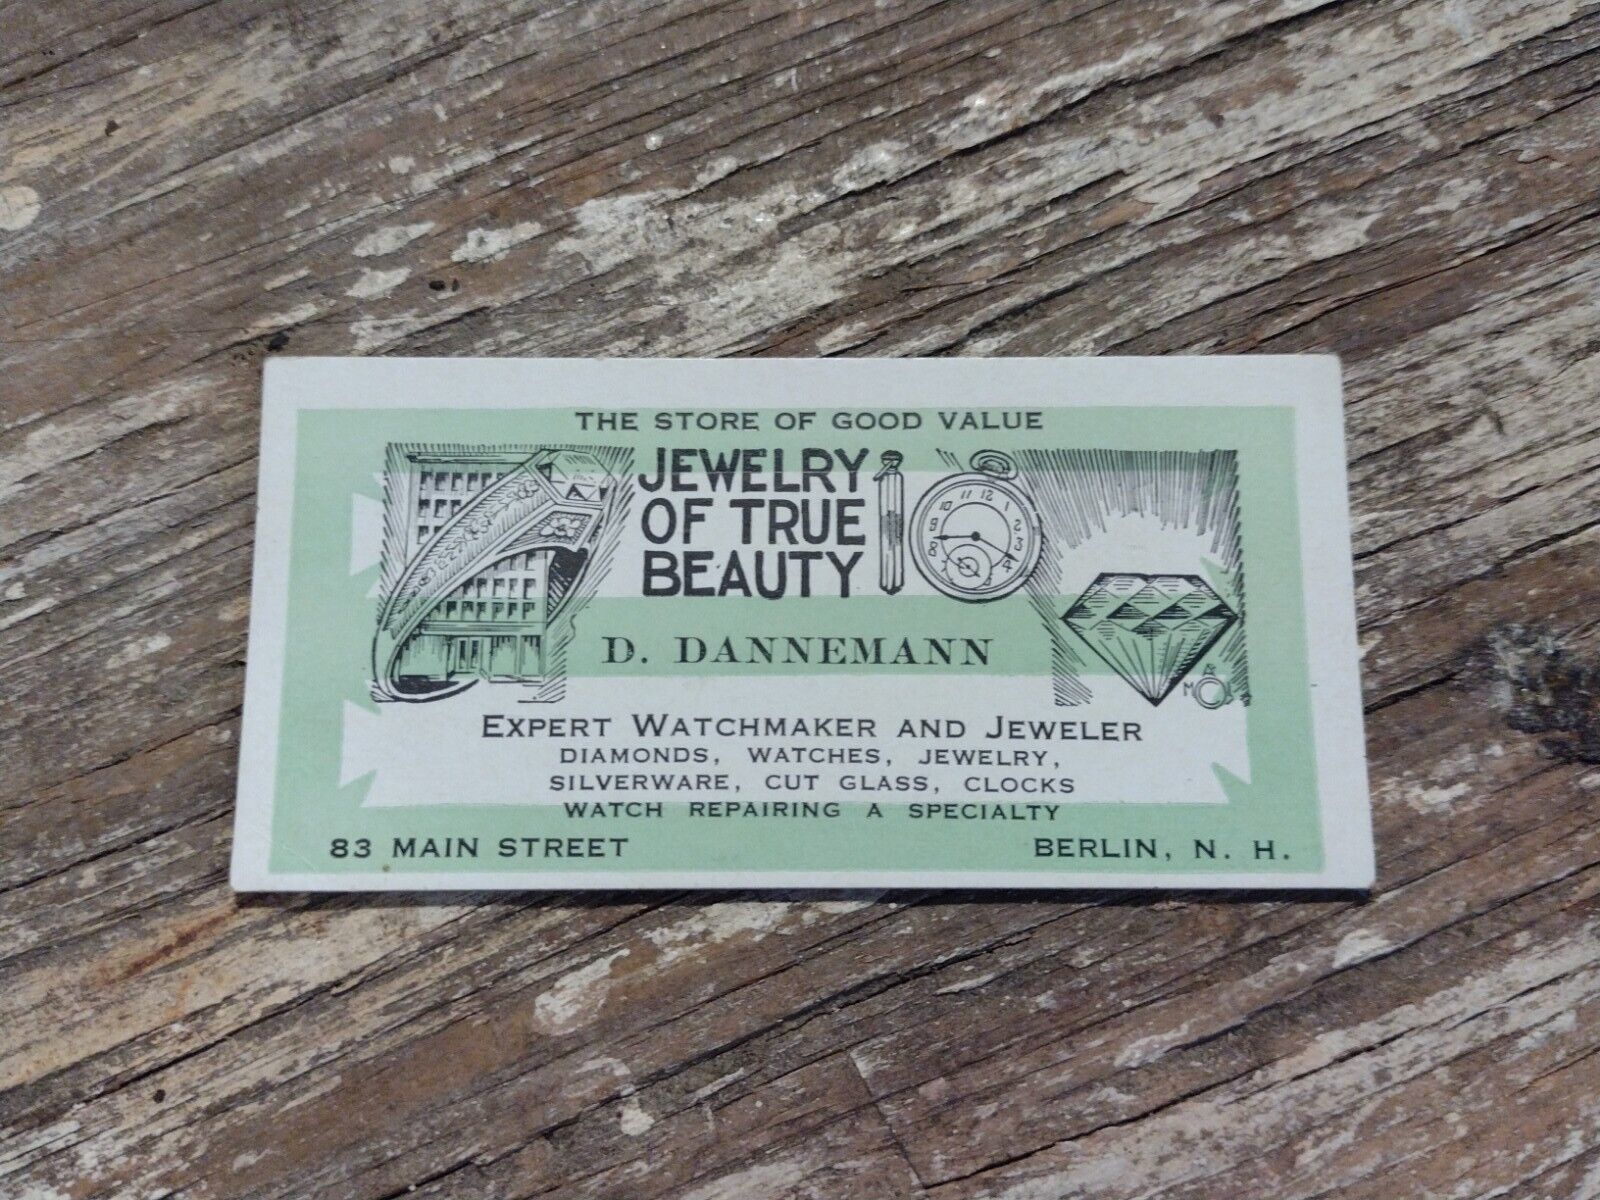 THE STORE OF GOOD VALUE
JEWELRY
OF TRUE
BEAUTY
D. DANNEMANN
EXPERT WATCHMAKER AND JEWELER
DIAMONDS, WATCHES, JEWELRY,
SILVERWARE, CUT GLASS, CLOCKS
WATCH REPAIRING A SPECIALTY
83 MAIN STREET BERLIN, N. H.